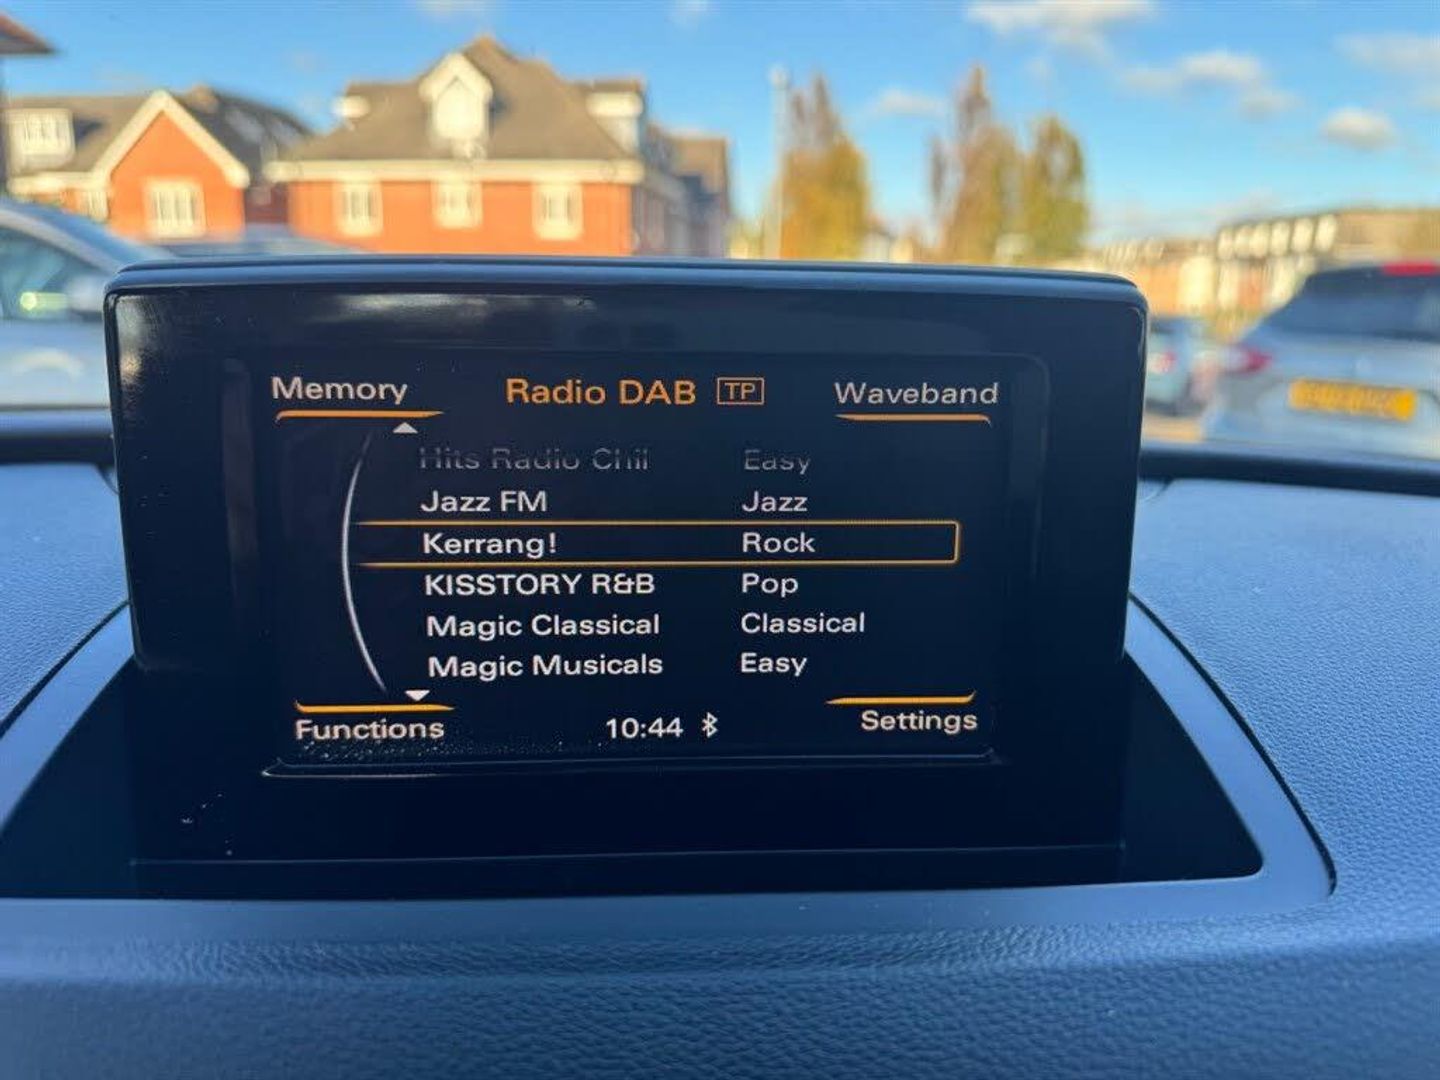 Memory Radio DAB TP Waveband
Hits Radio Chil Easy
Jazz FM Jazz
Kerrang! Rock
KISSTORY R&B Pop
Magic Classical Classical
Magic Musicals Easy
Functions 10:44 Settings